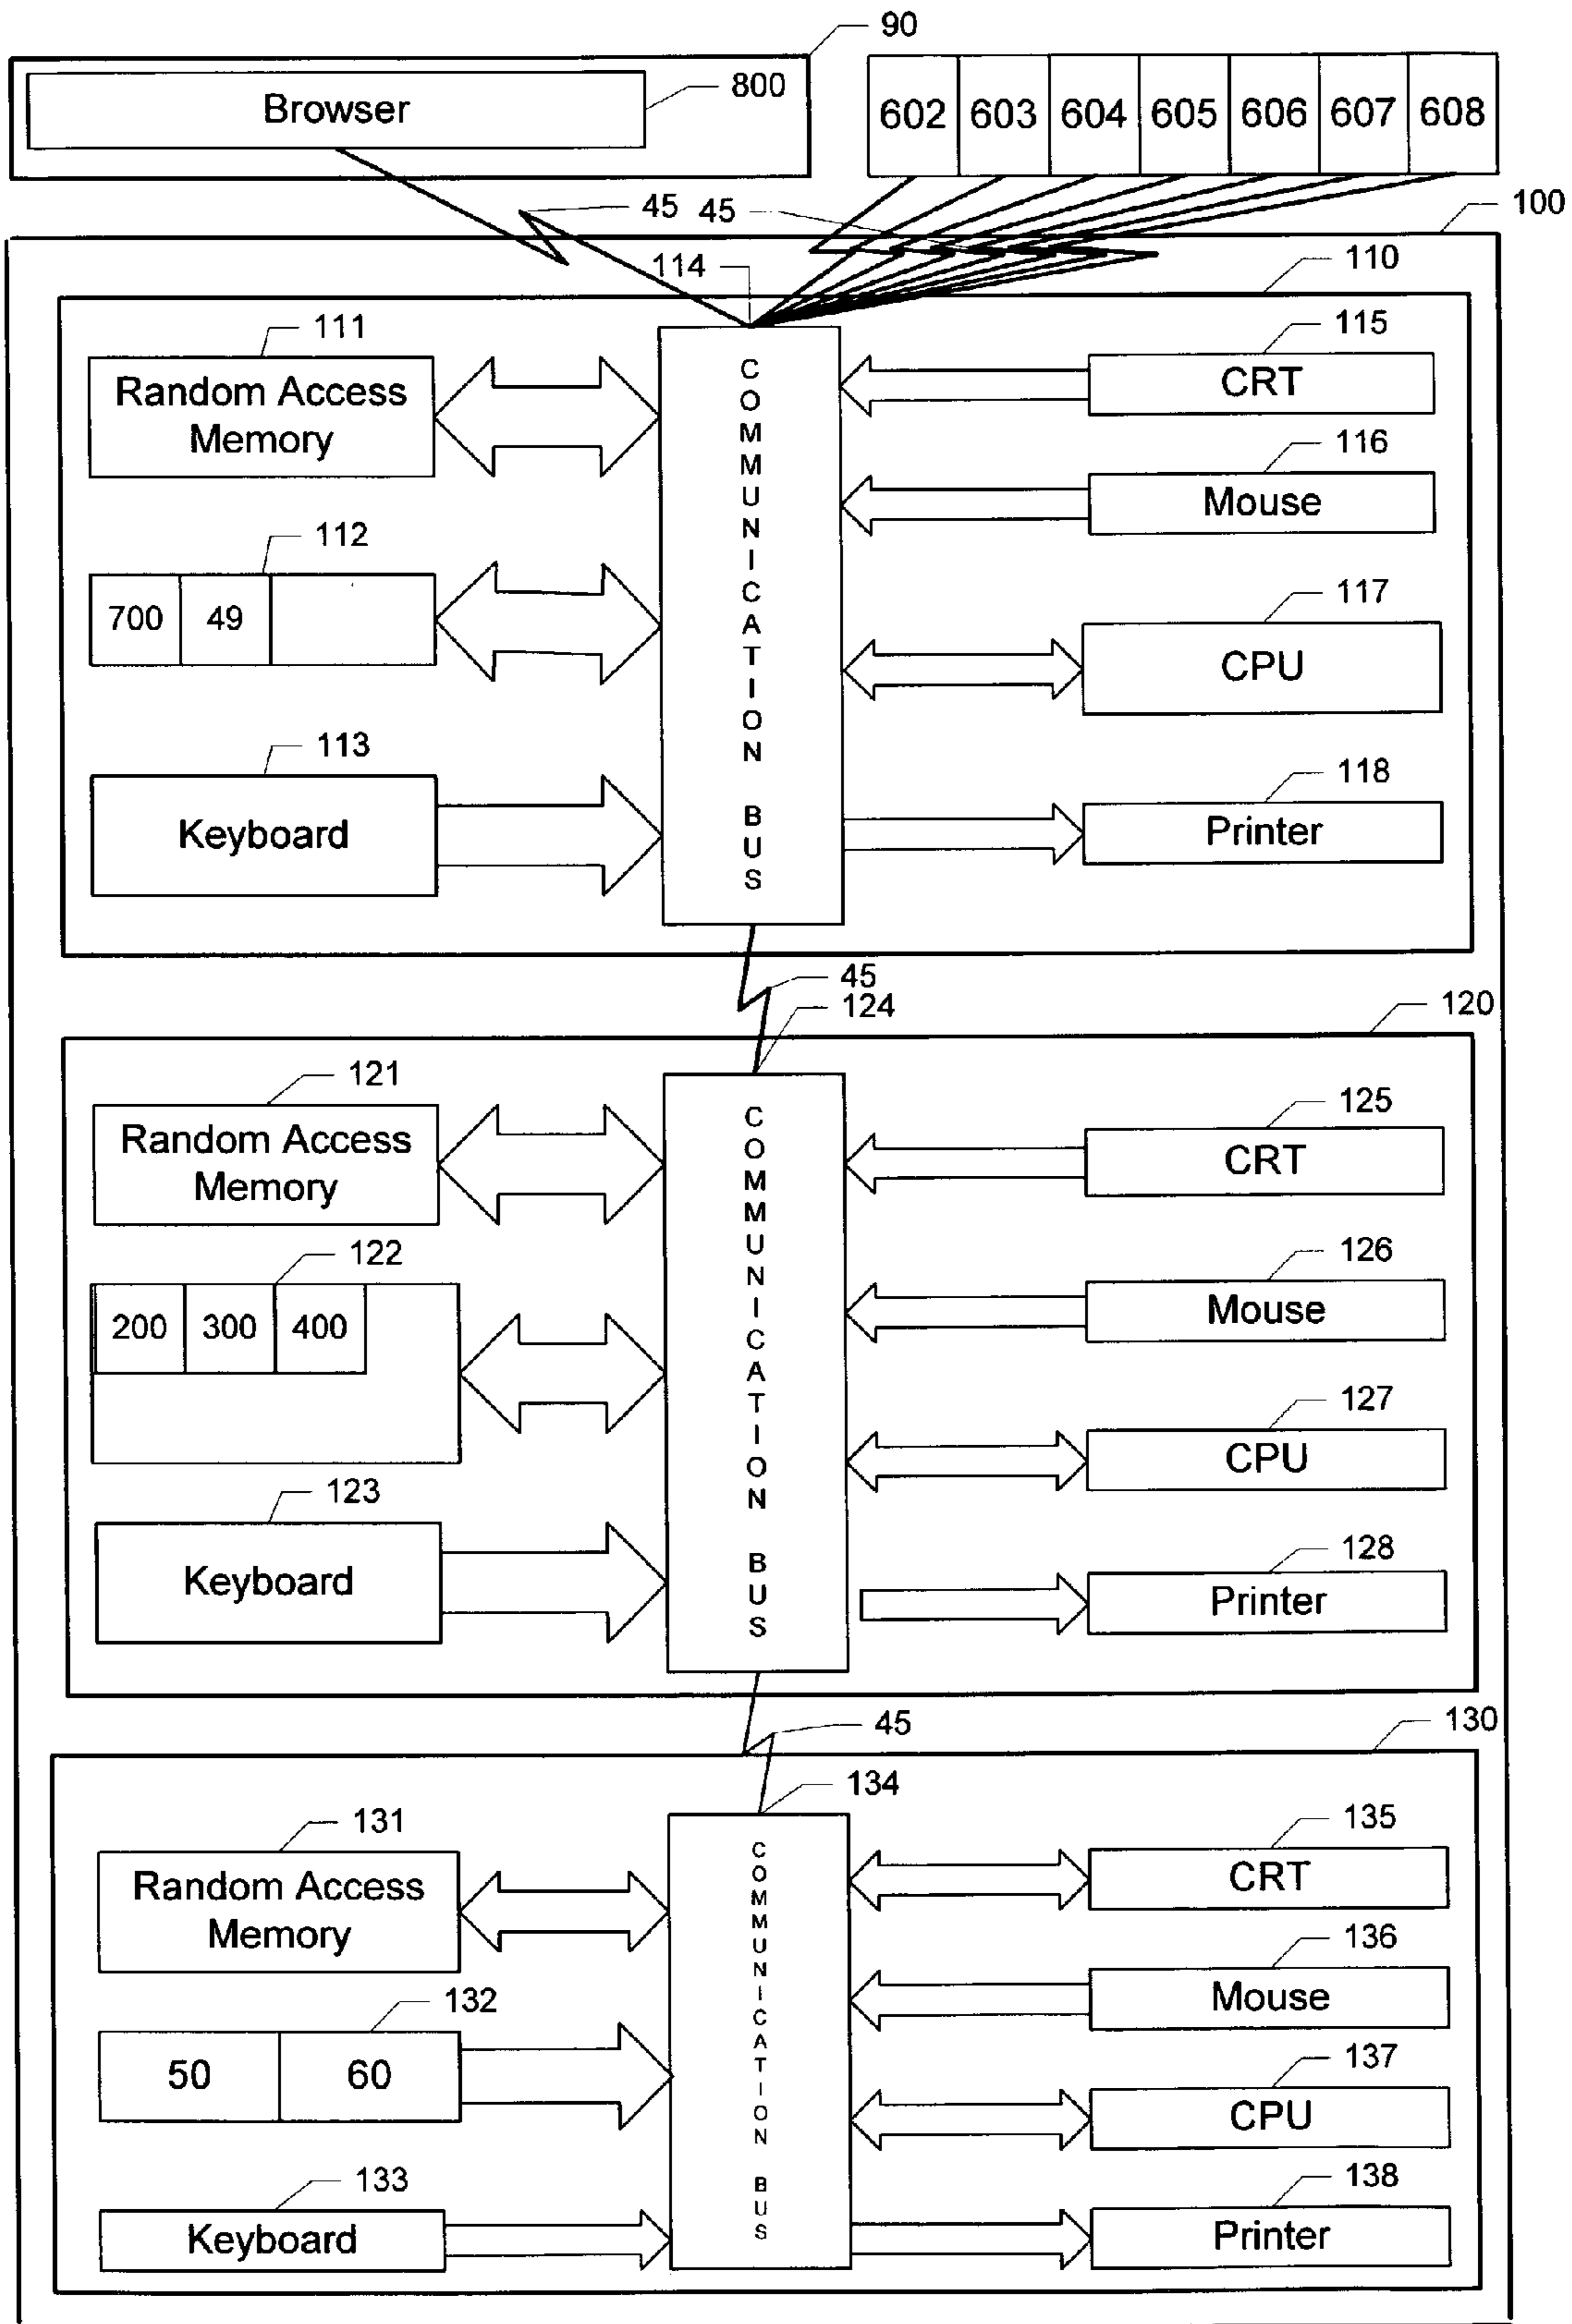 90
Browser
800
602 603 604 605 606 607 608
45 45
100
114
110
111
Random Access
Memory
115
CRT
116
Mouse
112
700 49
117
CPU
113
Keyboard
118
Printer
COMMUNICATION BUS
45
124
120
121
Random Access
Memory
125
CRT
122
200 300 400
126
Mouse
127
CPU
123
Keyboard
128
Printer
COMMUNICATION BUS
45
130
134
131
Random Access
Memory
135
CRT
136
Mouse
132
50 60
137
CPU
133
Keyboard
138
Printer
COMMUNICATION BUS